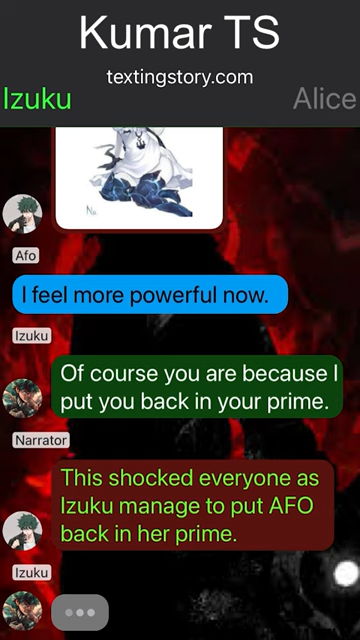 Kumar TS
textingstory.com
Izuku
Alice
No.
Afo
I feel more powerful now.
Izuku
Of course you are because I
put you back in your prime.
Narrator
This shocked everyone as
Izuku manage to put AFO
back in her prime.
Izuku